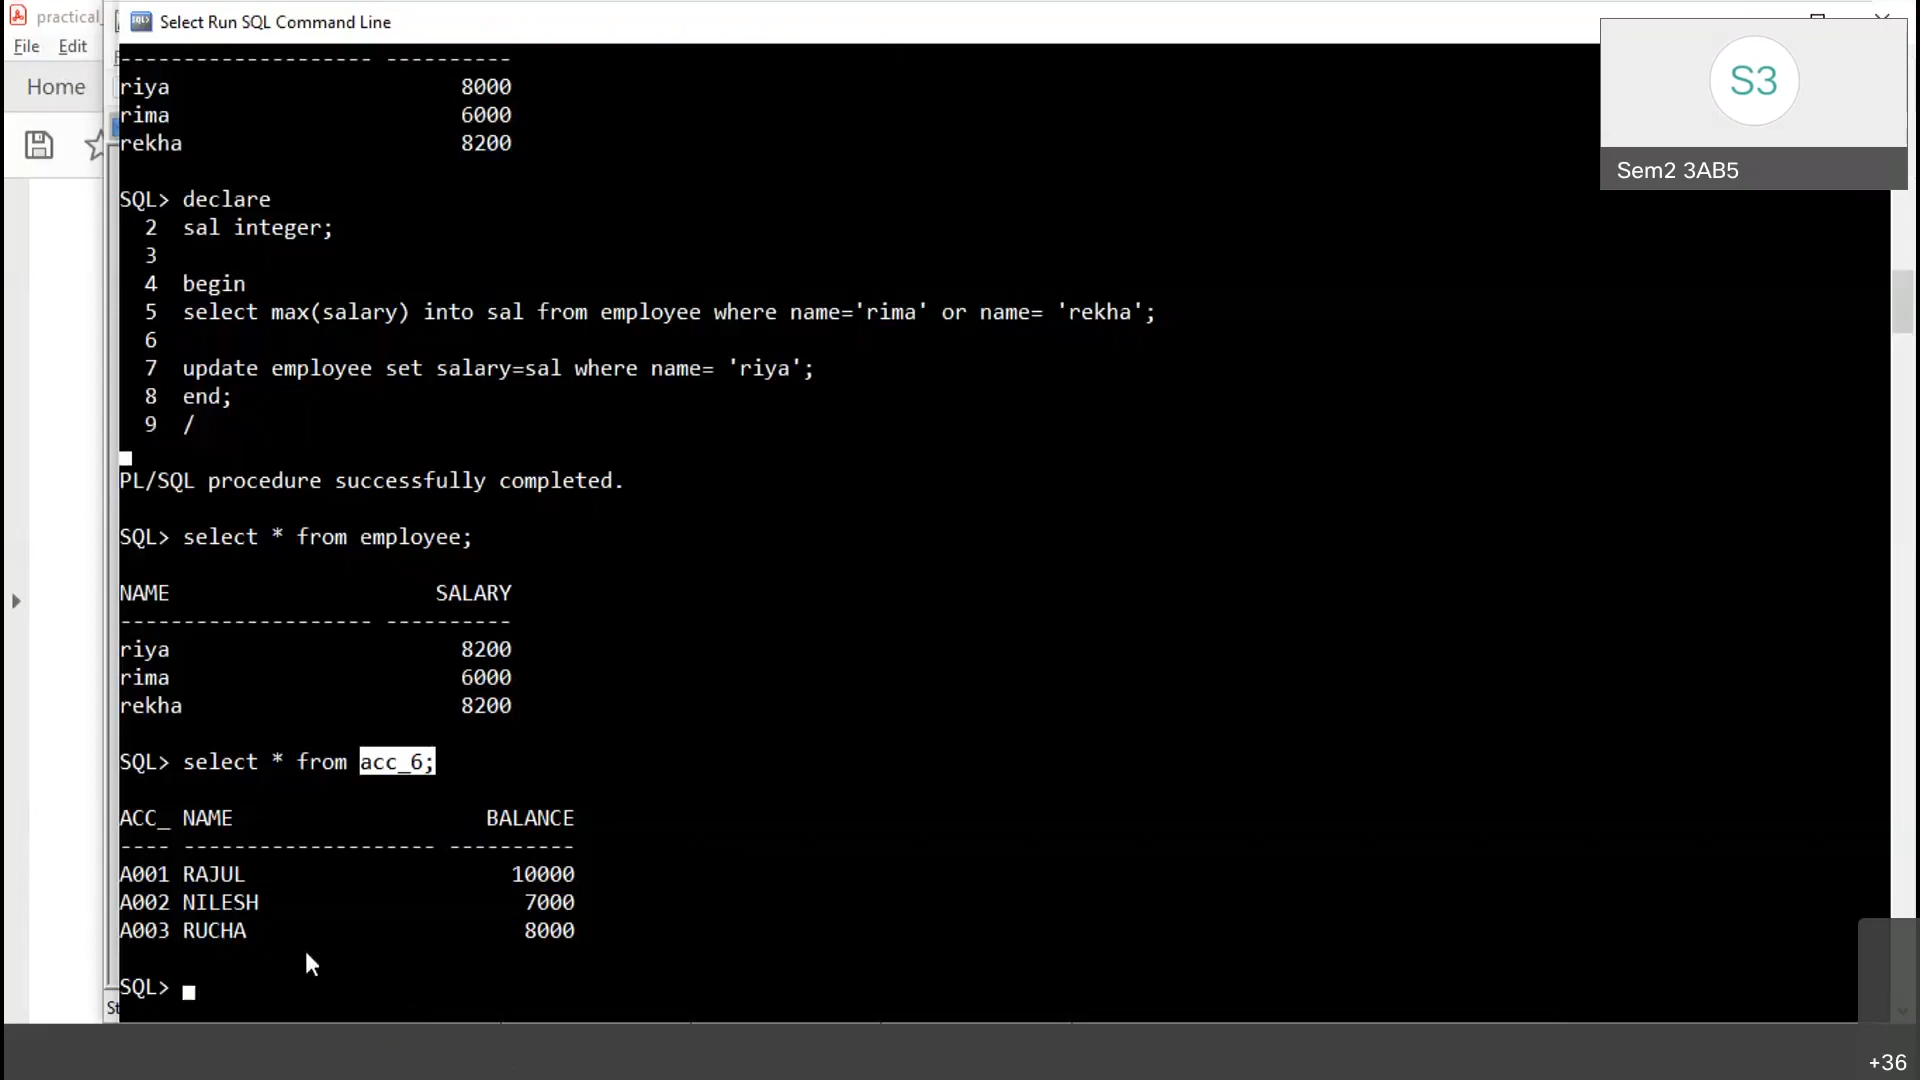 practical_
Select Run SQL Command Line
File Edit
Home
-------------------- ----------
riya 8000
rima 6000
rekha 8200
SQL> declare
2 sal integer;
3
4 begin
5 select max(salary) into sal from employee where name='rima' or name= 'rekha';
6
7 update employee set salary=sal where name= 'riya';
8 end;
9 /
PL/SQL procedure successfully completed.
SQL> select * from employee;
NAME SALARY
-------------------- ----------
riya 8200
rima 6000
rekha 8200
SQL> select * from acc_6;
ACC_ NAME BALANCE
---- -------------------- ----------
A001 RAJUL 10000
A002 NILESH 7000
A003 RUCHA 8000
SQL>
St
S3
Sem2 3AB5
+36